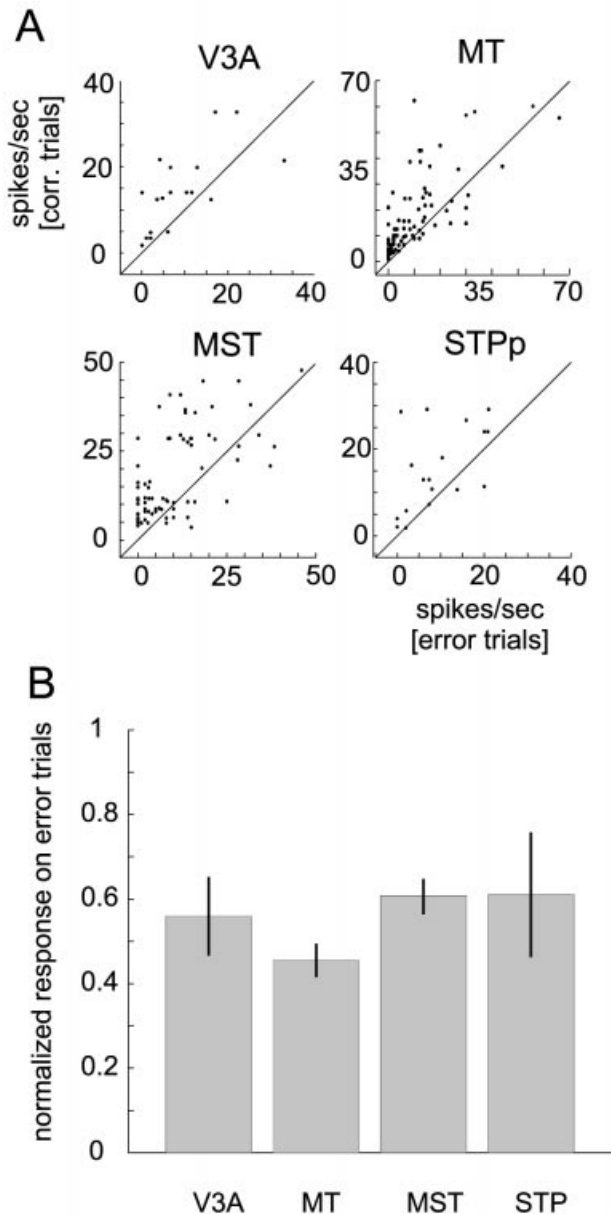 A
V3A
MT
spikes/sec
[corr. trials]
40
20
0
0 20 40
70
35
0
0 35 70
MST
STPp
50
25
0
0 25 50
40
20
0
0 20 40
spikes/sec
[error trials]
B
normalized response on error trials
1
0.8
0.6
0.4
0.2
0
V3A MT MST STP